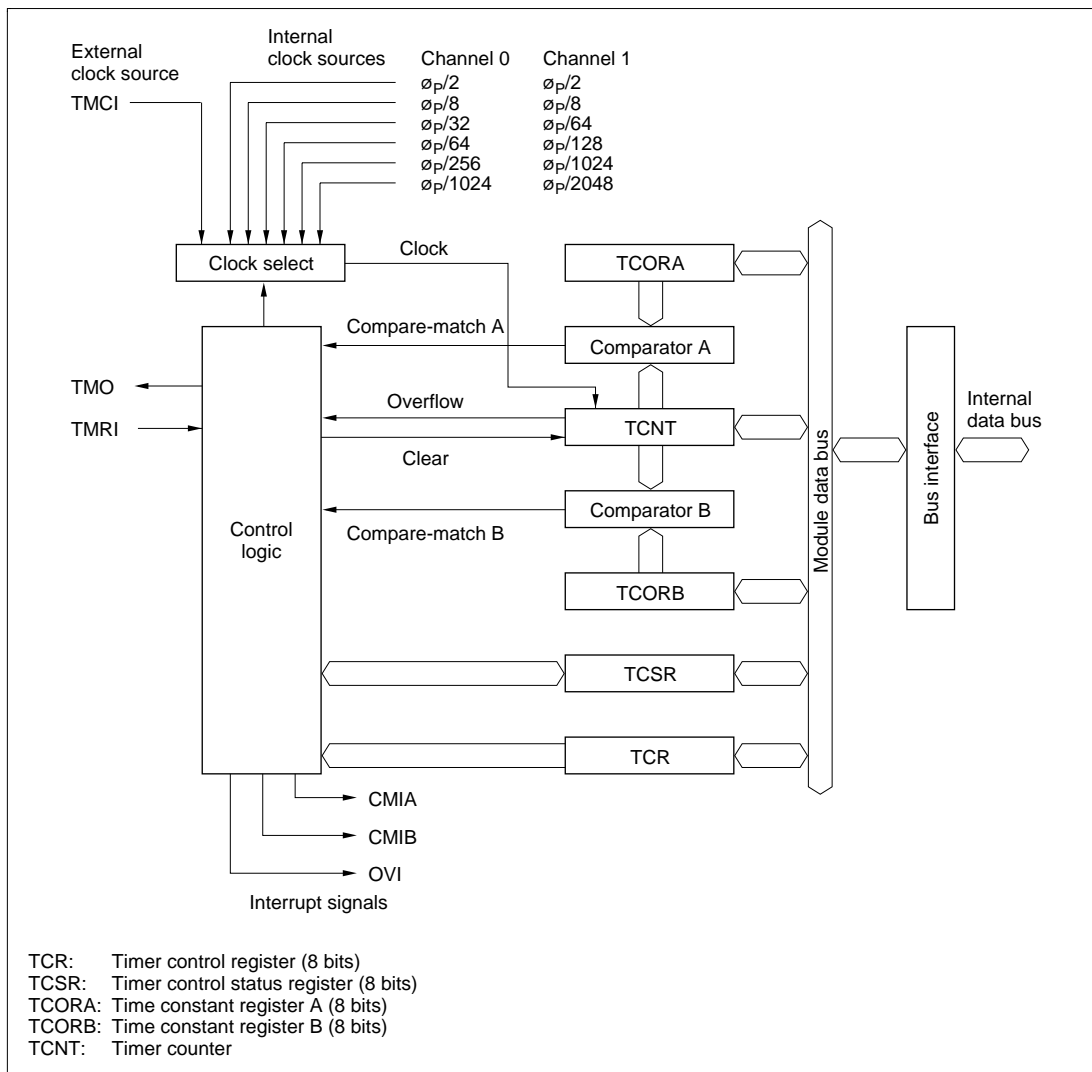 External
clock source
TMCI
Internal
clock sources
Channel 0 Channel 1
øP/2 øP/2
øP/8 øP/8
øP/32 øP/64
øP/64 øP/128
øP/256 øP/1024
øP/1024 øP/2048
Clock select
Clock
TCORA
Compare-match A
Comparator A
TMO
TMRI
Overflow
TCNT
Clear
Internal
data bus
Control
logic
Compare-match B
Comparator B
TCORB
Module data bus
Bus interface
TCSR
TCR
CMIA
CMIB
OVI
Interrupt signals
TCR: Timer control register (8 bits)
TCSR: Timer control status register (8 bits)
TCORA: Time constant register A (8 bits)
TCORB: Time constant register B (8 bits)
TCNT: Timer counter